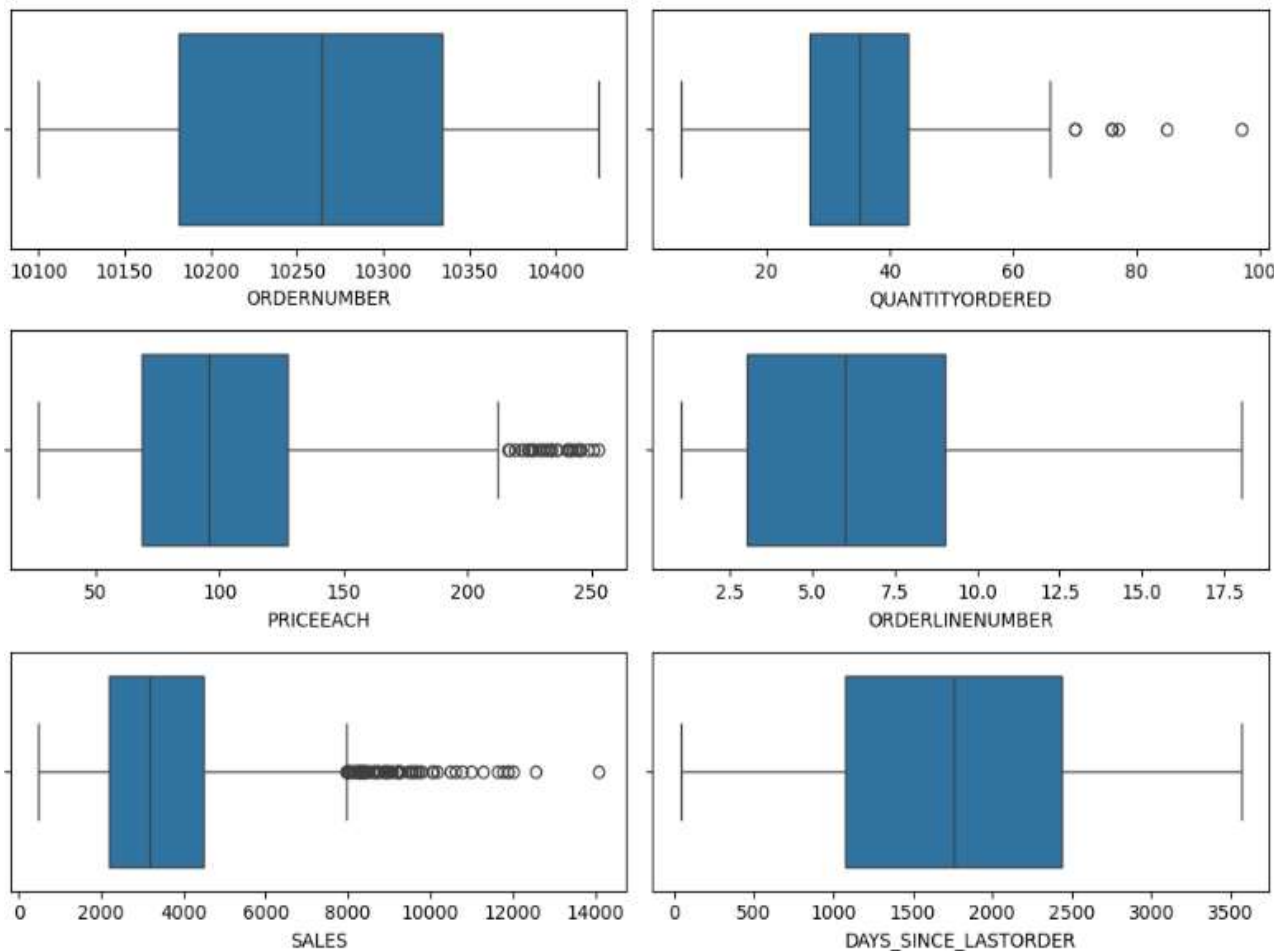 10100 10150 10200 10250 10300 10350 10400
ORDERNUMBER
20 40 60 80 100
QUANTITYORDERED
50 100 150 200 250
PRICEEACH
2.5 5.0 7.5 10.0 12.5 15.0 17.5
ORDERLINENUMBER
0 2000 4000 6000 8000 10000 12000 14000
SALES
0 500 1000 1500 2000 2500 3000 3500
DAYS_SINCE_LASTORDER